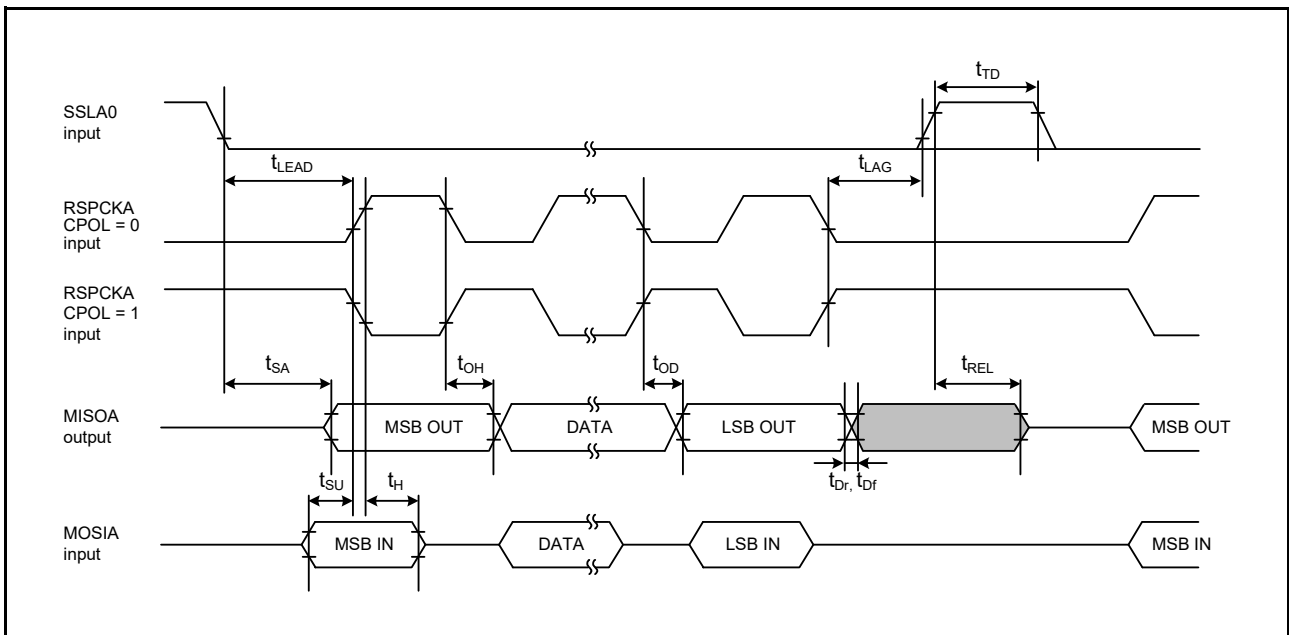 tTD
SSLA0
input
tLEAD
tLAG
RSPCKA
CPOL = 0
input
RSPCKA
CPOL = 1
input
tSA
tOH
tOD
tREL
MISOA
output
MSB OUT
DATA
LSB OUT
MSB OUT
tSU
tH
tDr, tDf
MOSIA
input
MSB IN
DATA
LSB IN
MSB IN